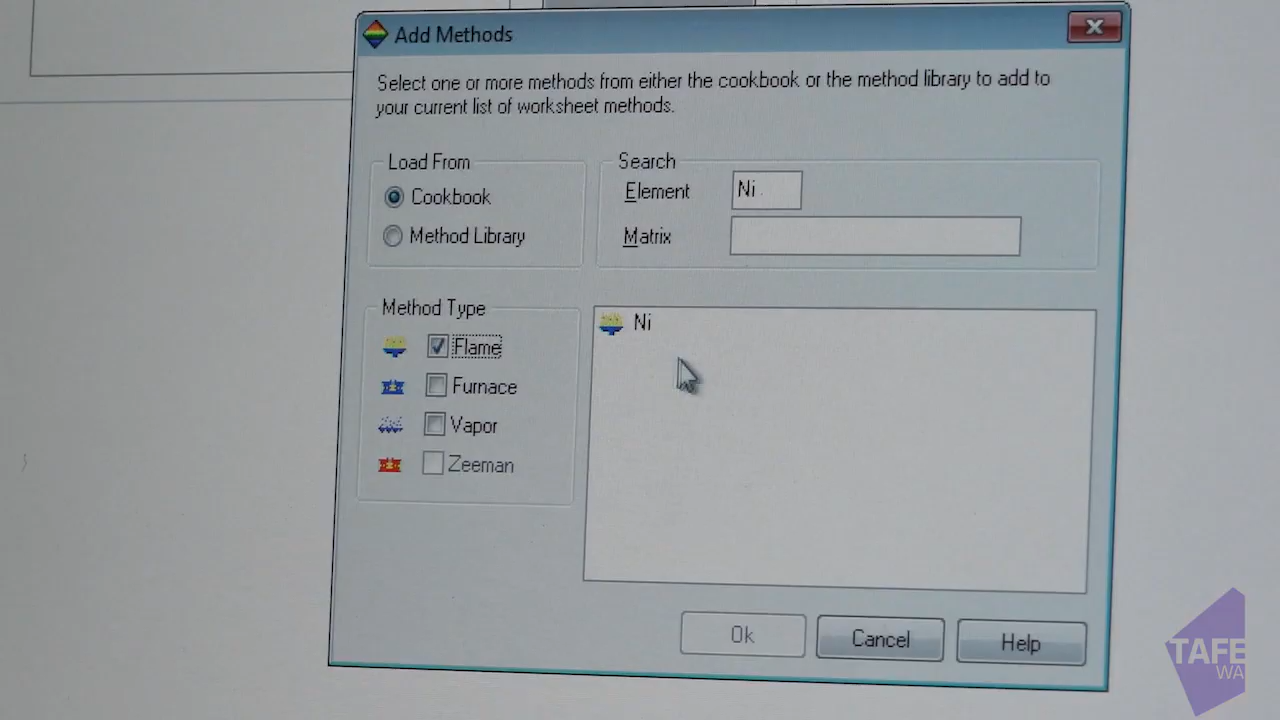 Add Methods
Select one or more methods from either the cookbook or the method library to add to
your current list of worksheet methods.
Load From
Cookbook
Method Library
Search
Element Ni
Matrix
Method Type
Flame
Furnace
Vapor
Zeeman
Ni
Ok Cancel Help
TAFE
WA